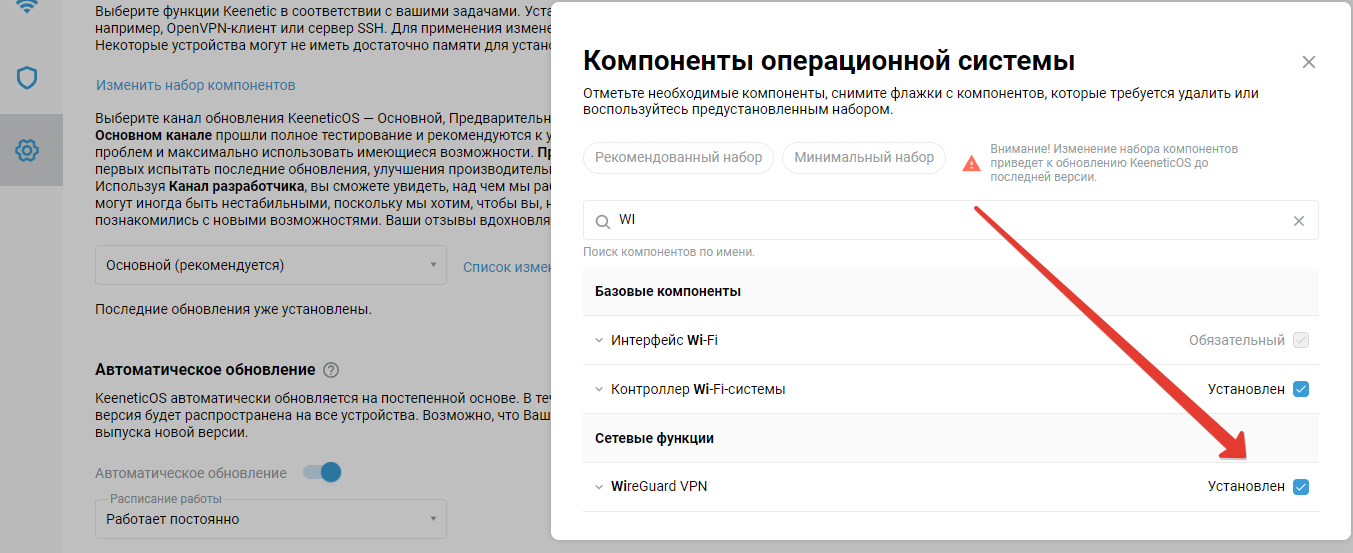 Выберите функции Keenetic в соответствии с вашими задачами. Уста
например, OpenVPN-клиент или сервер SSH. Для применения измене
Некоторые устройства могут не иметь достаточно памяти для устано
Изменить набор компонентов
Выберите канал обновления KeeneticOS — Основной, Предварительн
Основном канале прошли полное тестирование и рекомендуются к у
проблем и максимально использовать имеющиеся возможности. Пр
первых испытать последние обновления, улучшения производитель
Используя Канал разработчика, вы сможете увидеть, над чем мы раб
могут иногда быть нестабильными, поскольку мы хотим, чтобы вы, н
познакомились с новыми возможностями. Ваши отзывы вдохновля
Основной (рекомендуется)
Список измен
Последние обновления уже установлены.
Автоматическое обновление ?
KeeneticOS автоматически обновляется на постепенной основе. В теч
версия будет распространена на все устройства. Возможно, что Ваш
выпуска новой версии.
Автоматическое обновление
Расписание работы
Работает постоянно
Компоненты операционной системы
Отметьте необходимые компоненты, снимите флажки с компонентов, которые требуется удалить или
воспользуйтесь предустановленным набором.
Рекомендованный набор
Минимальный набор
Внимание! Изменение набора компонентов
приведет к обновлению KeeneticOS до
последней версии.
WI
Поиск компонентов по имени.
Базовые компоненты
Интерфейс Wi-Fi
Обязательный
Контроллер Wi-Fi-системы
Установлен
Сетевые функции
WireGuard VPN
Установлен